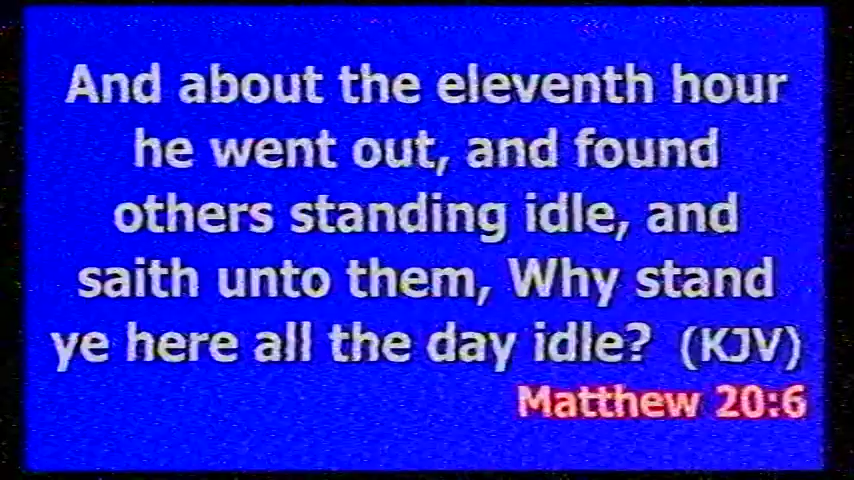 And about the eleventh hour
he went out, and found
others standing idle, and
saith unto them, Why stand
ye here all the day idle?  (KJV)
Matthew 20:6